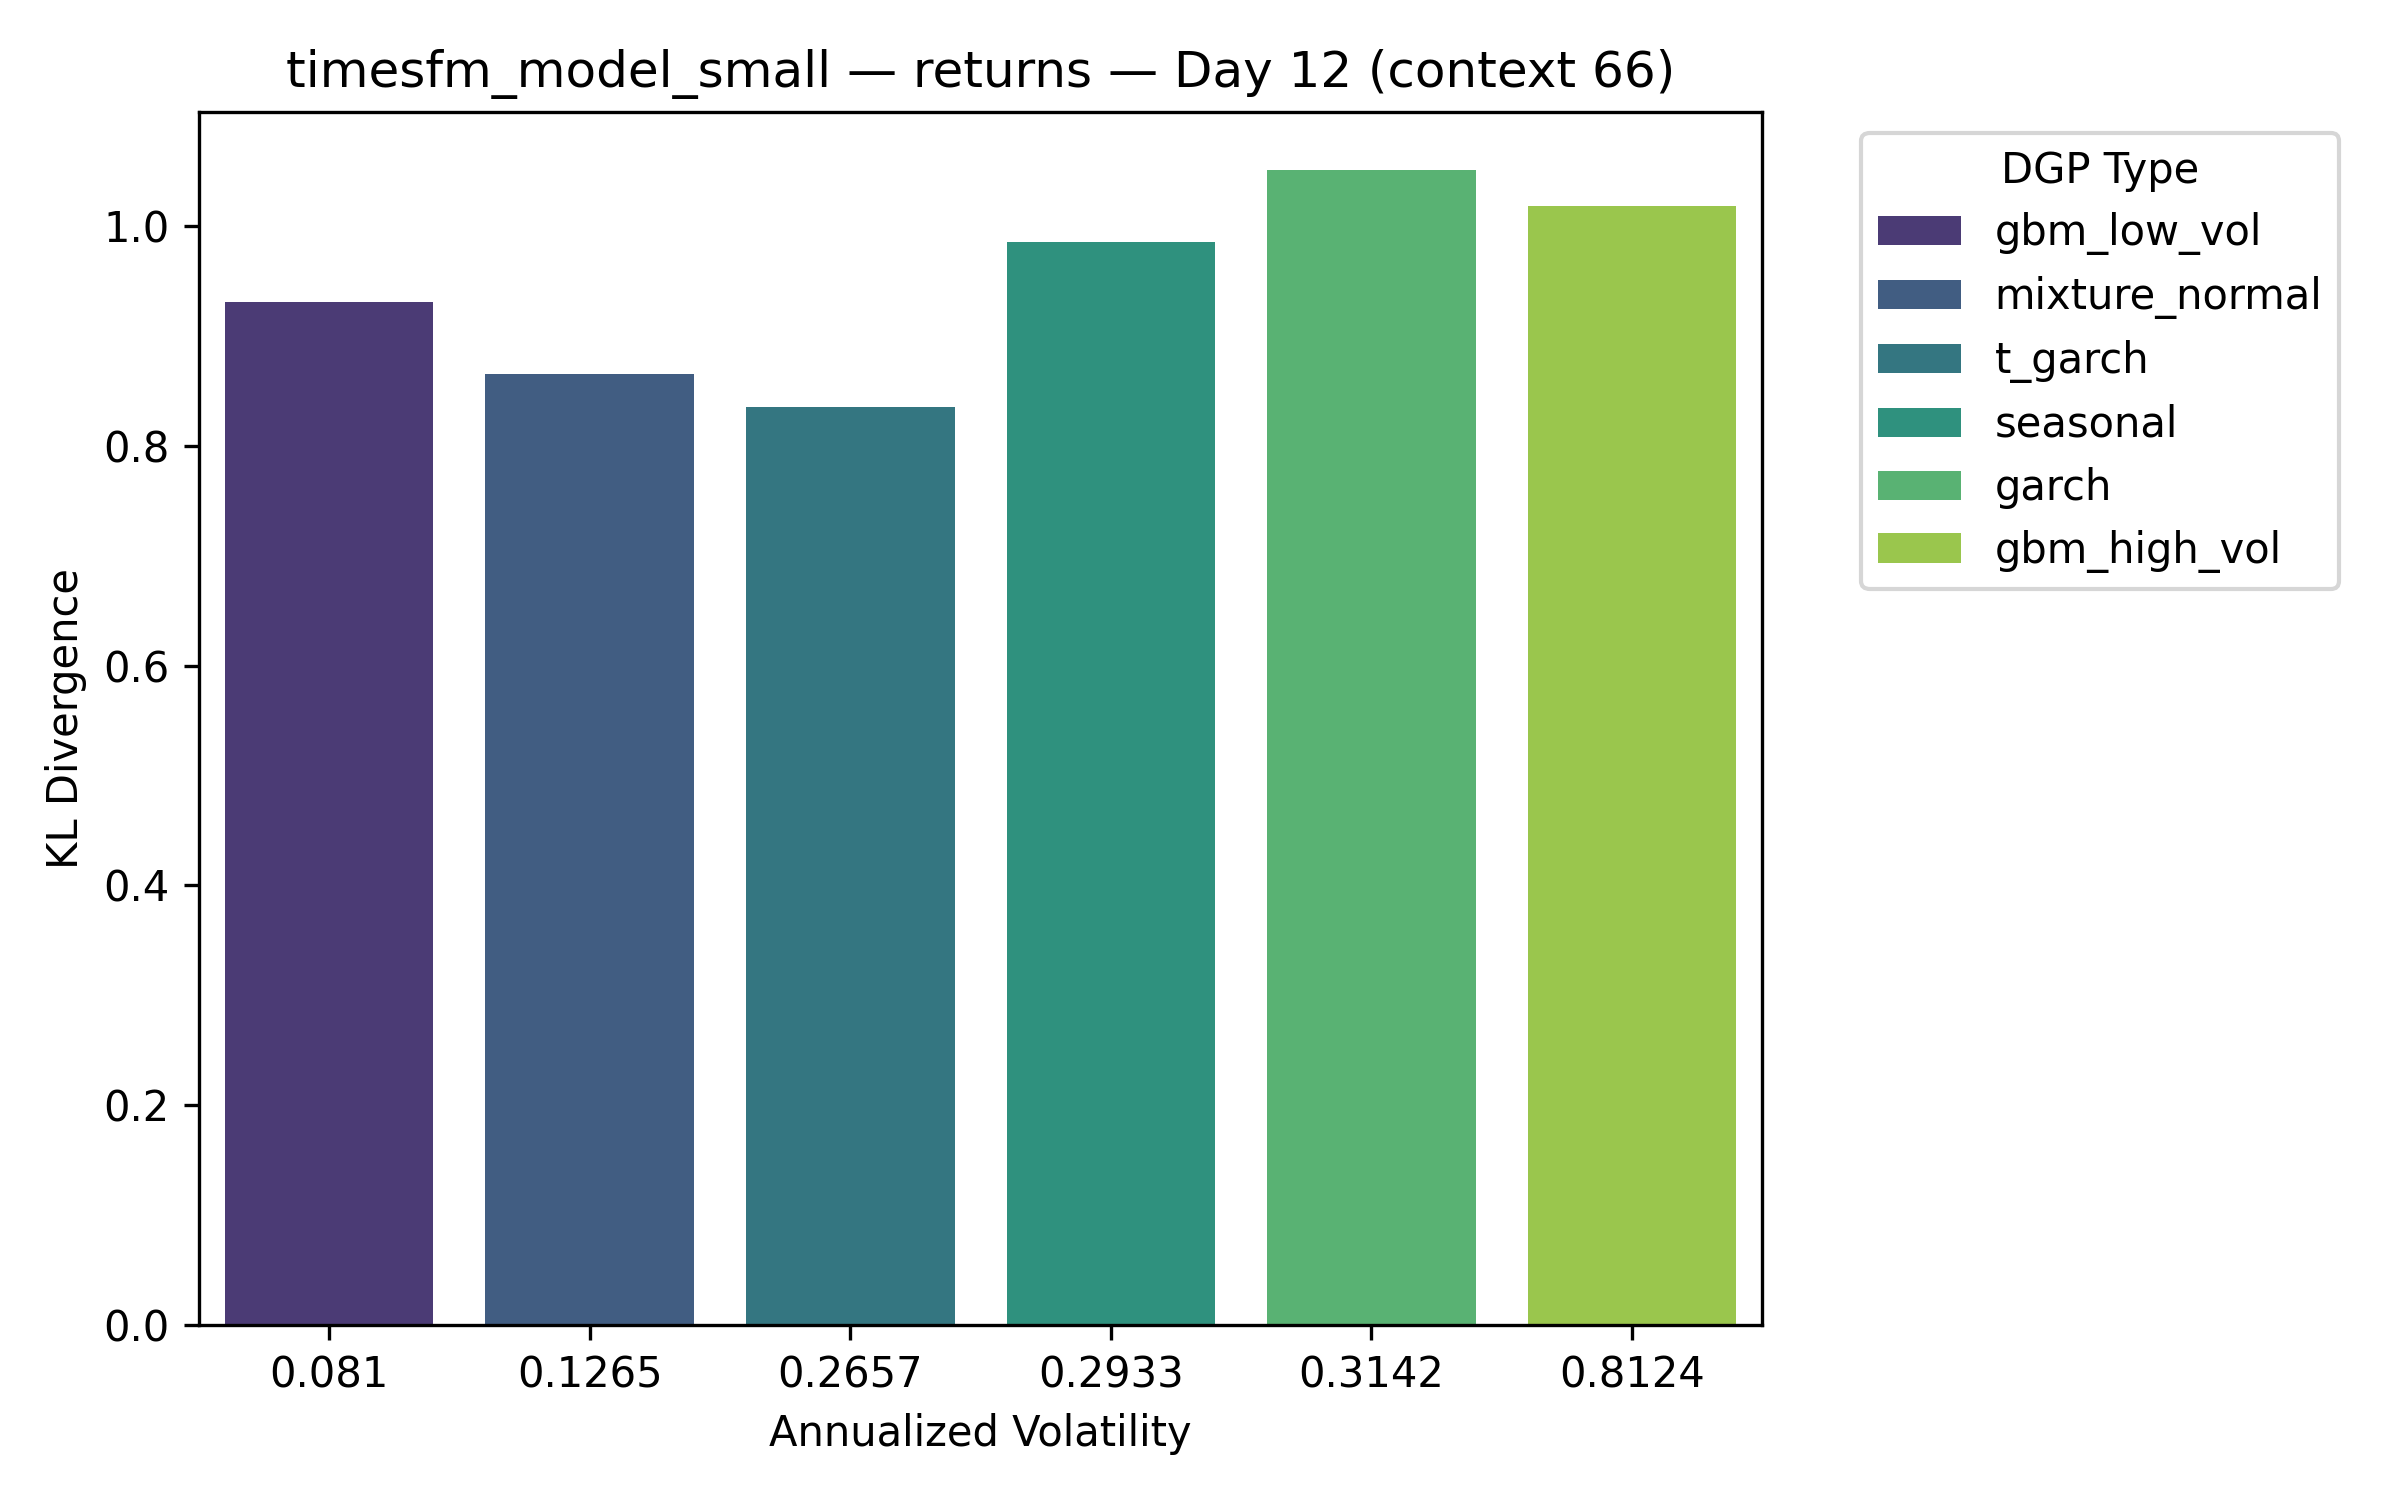 timesfm_model_small — returns — Day 12 (context 66)
KL Divergence
1.0
0.8
0.6
0.4
0.2
0.0
0.081 0.1265 0.2657 0.2933 0.3142 0.8124
Annualized Volatility
DGP Type
gbm_low_vol
mixture_normal
t_garch
seasonal
garch
gbm_high_vol